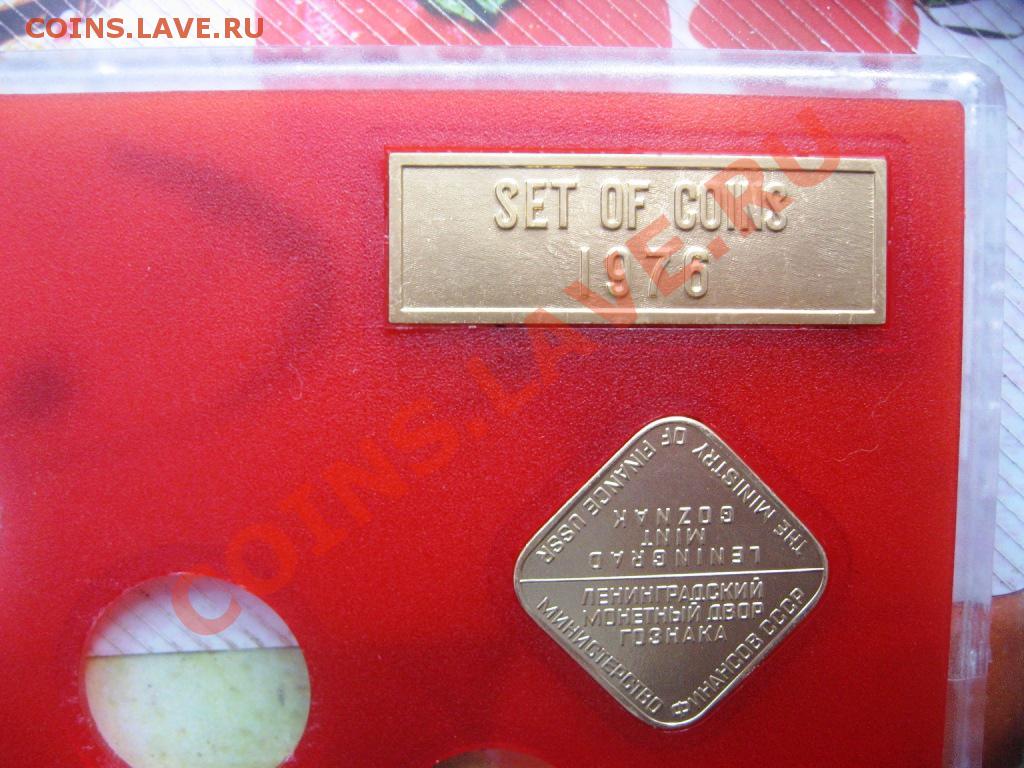 COINS.LAVE.RU
SET OF COINS
1976
COINS.LAVE.RU
THE MINISTRY OF FINANCE USSR
LENINGRAD
MINT
GOZNAK
ЛЕНИНГРАДСКИЙ
МОНЕТНЫЙ ДВОР
ГОЗНАКА
МИНИСТЕРСТВО ФИНАНСОВ СССР